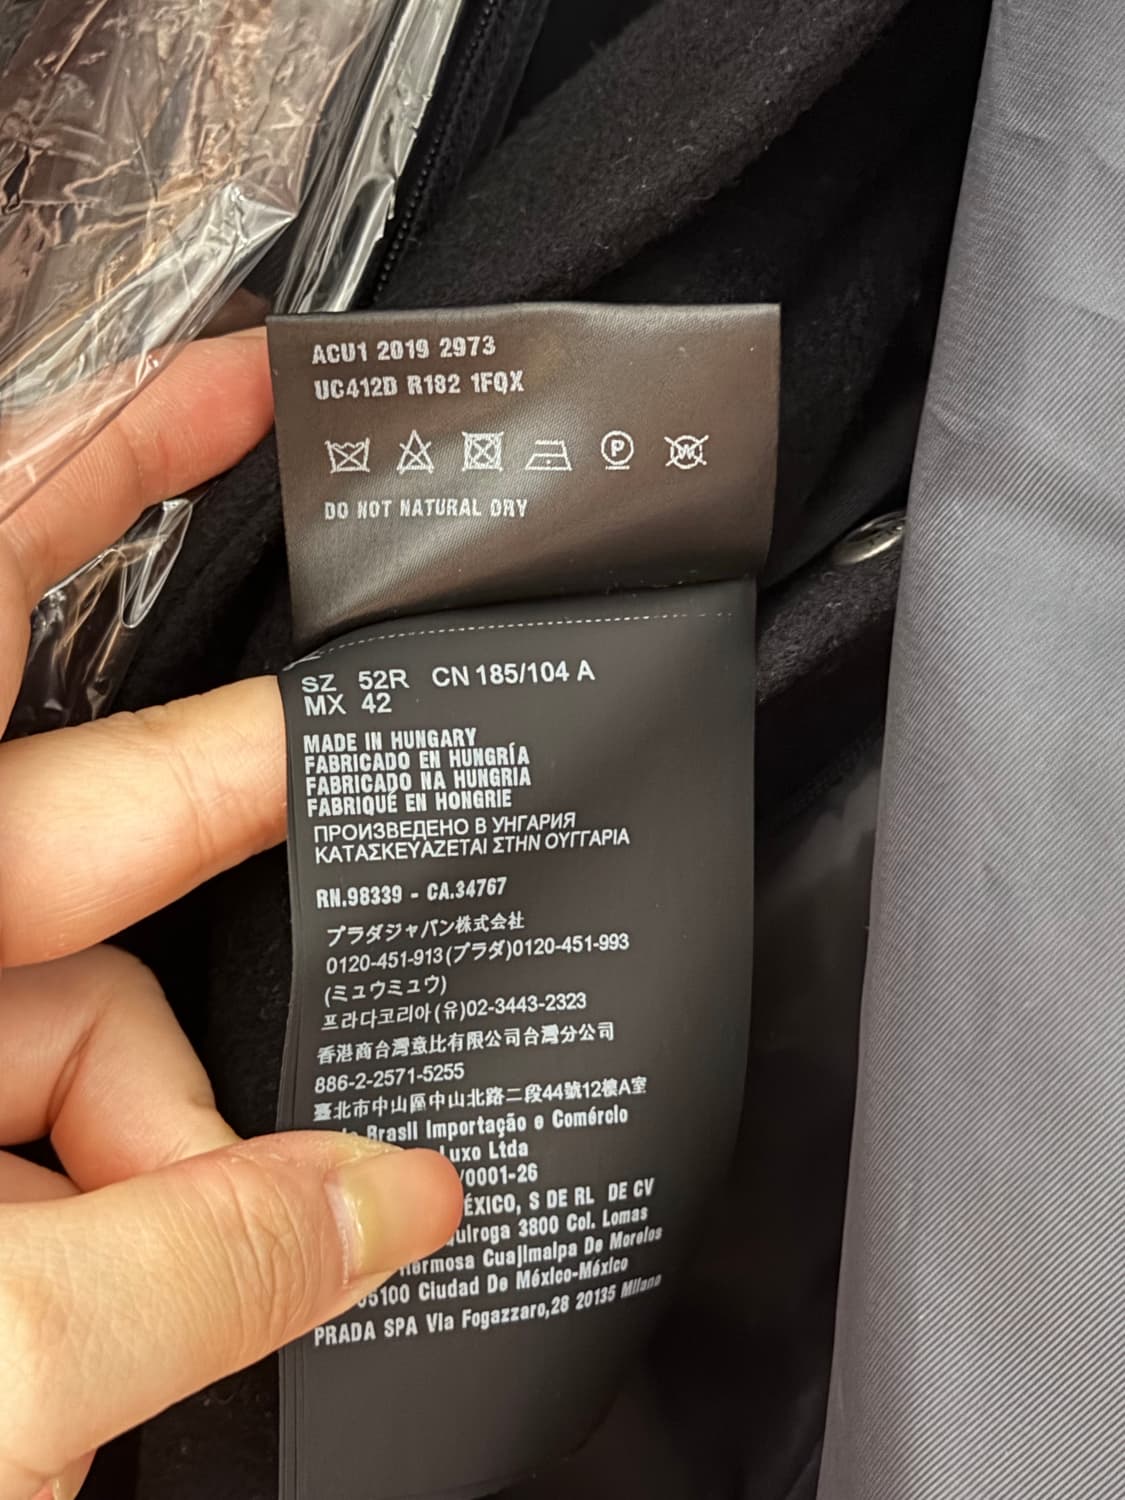 ACU1 2019 2973
UC412D R182 1FQX
P
W
DO NOT NATURAL DRY
SZ 52R CN 185/104 A
MX 42
MADE IN HUNGARY
FABRICADO EN HUNGRÍA
FABRICADO NA HUNGRIA
FABRIQUÉ EN HONGRIE
ПРОИЗВЕДЕНО В УНГАРИЯ
ΚΑΤΑΣΚΕΥΑΖΕΤΑΙ ΣΤΗΝ ΟΥΓΓΑΡΙΑ
RN.98339 - CA.34767
プラダジャパン株式会社
0120-451-913(プラダ)0120-451-993
(ミュウミュウ)
프라다코리아(유)02-3443-2323
香港商台灣意比有限公司台灣分公司
886-2-2571-5255
臺北市中山區中山北路二段44號12樓A室
Brasil Importação e Comércio
Luxo Ltda
/0001-26
ÉXICO, S DE RL DE CV
uiroga 3800 Col. Lomas
ermosa Cuajimalpa De Morelos
05100 Ciudad De México-México
PRADA SPA Via Fogazzaro,28 20135 Milano